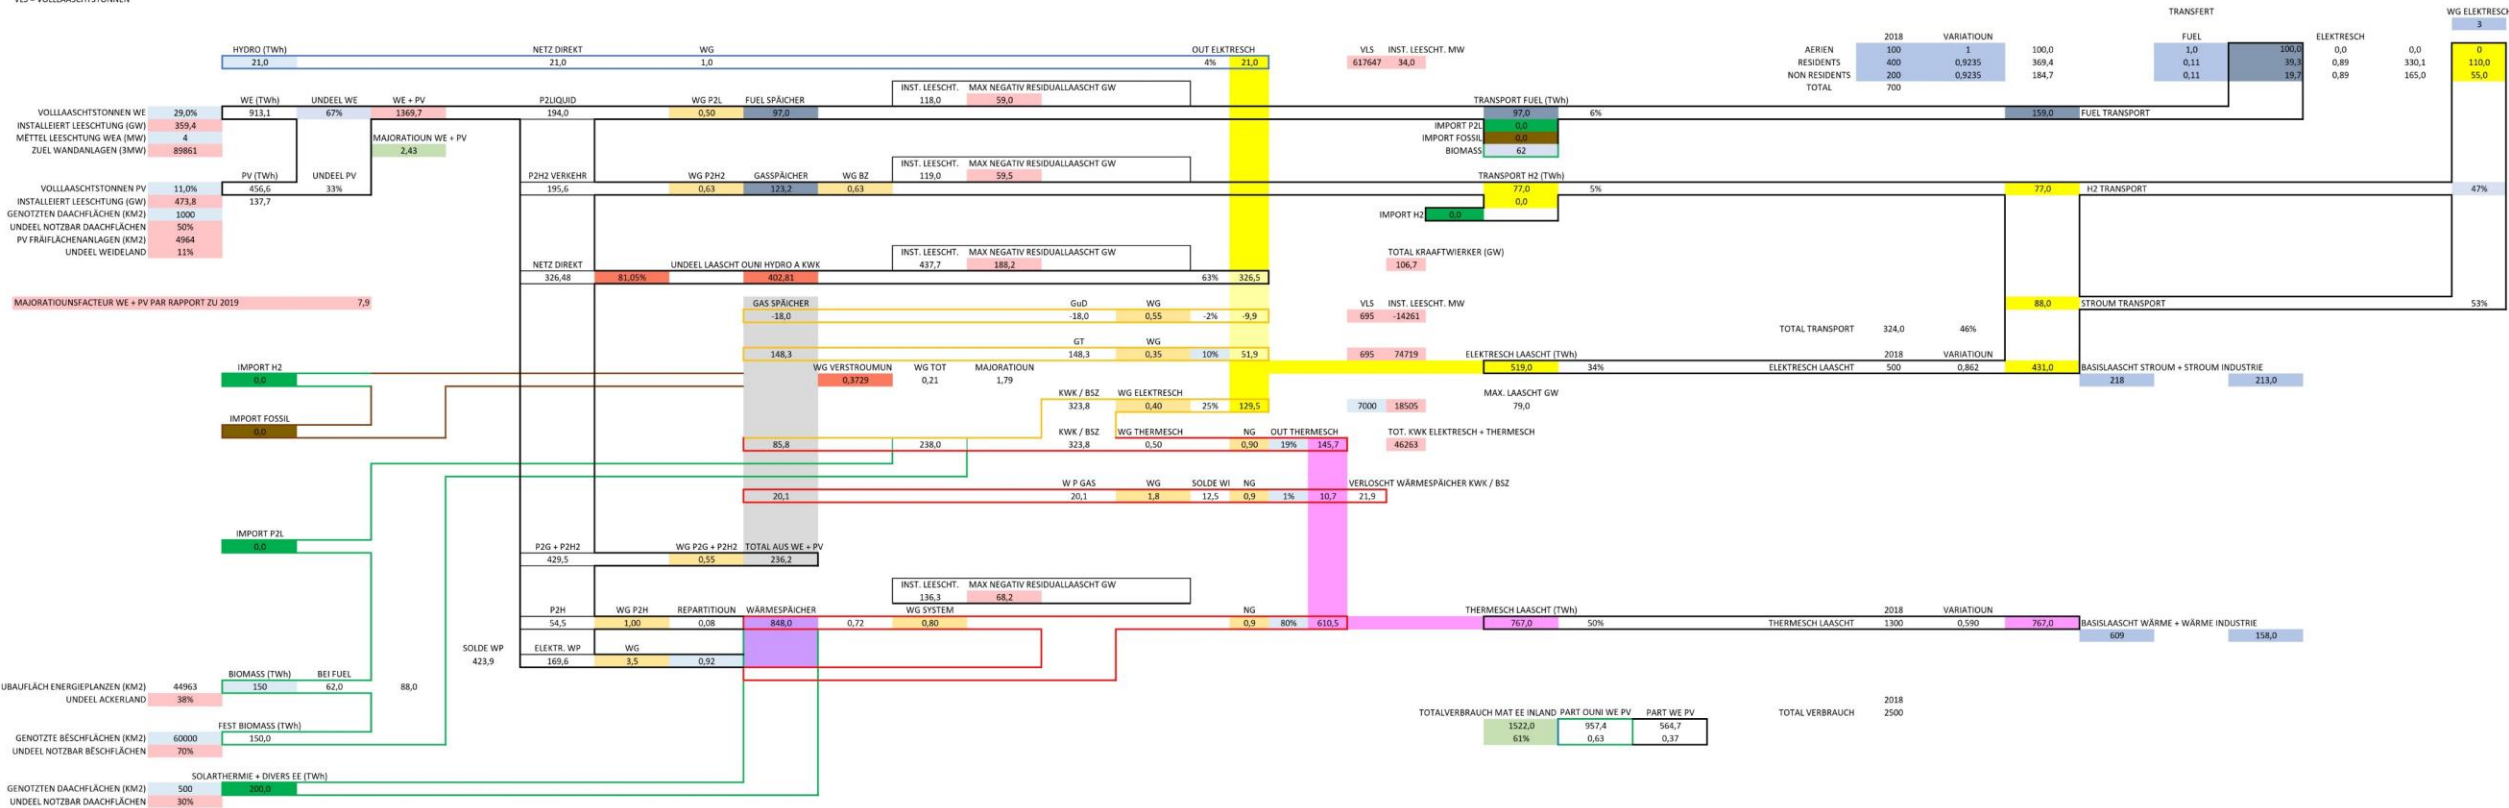 VLS = VOLLLAASCHTSTONNEN
TRANSFERT WG ELEKTRESCH
3
2018 VARIATIOUN FUEL ELEKTRESCH
HYDRO (TWh) NETZ DIREKT WG OUT ELKTRESCH VLS INST. LEESCHT. MW AERIEN 100 1 100,0 1,0 100,0 0,0 0,0 0
21,0 21,0 1,0 4% 21,0 617647 34,0 RESIDENTS 400 0,9235 369,4 0,11 39,3 0,89 330,1 110,0
NON RESIDENTS 200 0,9235 184,7 0,11 19,7 0,89 165,0 55,0
INST. LEESCHT. MAX NEGATIV RESIDUALLAASCHT GW TOTAL 700
WE (TWh) UNDEEL WE WE + PV P2LIQUID WG P2L FUEL SPÄICHER 118,0 59,0 TRANSPORT FUEL (TWh)
VOLLLAASCHTSTONNEN WE 29,0% 913,1 67% 1369,7 194,0 0,50 97,0 97,0 6% 159,0 FUEL TRANSPORT
INSTALLEIERT LEESCHTUNG (GW) 359,4 IMPORT P2L 0,0
METTEL LEESCHTUNG WEA (MW) 4 MAJORATIOUN WE + PV IMPORT FOSSIL 0,0
ZUEL WANDANLAGEN (3MW) 89861 2,43 BIOMASS 62
INST. LEESCHT. MAX NEGATIV RESIDUALLAASCHT GW
PV (TWh) UNDEEL PV P2H2 VERKEHR WG P2H2 GASSPÄICHER WG BZ 119,0 59,5 TRANSPORT H2 (TWh)
VOLLLAASCHTSTONNEN PV 11,0% 456,6 33% 195,6 0,63 123,2 0,63 77,0 5% 77,0 H2 TRANSPORT 47%
INSTALLEIERT LEESCHTUNG (GW) 473,8 137,7 0,0
GENOTZTEN DAACHFLÄCHEN (KM2) 1000 IMPORT H2 0,0
UNDEEL NOTZBAR DAACHFLÄCHEN 50%
PV FRÄIFLÄCHENANLAGEN (KM2) 4964
UNDEEL WEIDELAND 11% INST. LEESCHT. MAX NEGATIV RESIDUALLAASCHT GW TOTAL KRAAFTWIERKER (GW)
NETZ DIREKT UNDEEL LAASCHT OUNI HYDRO A KWK 437,7 188,2 106,7
326,48 81,05% 402,81 63% 326,5
MAJORATIOUNSFACTEUR WE + PV PAR RAPPORT ZU 2019 7,9 GAS SPÄICHER GuD WG VLS INST. LEESCHT. MW 88,0 STROUM TRANSPORT 53%
-18,0 -18,0 0,55 -2% -9,9 695 -14261
TOTAL TRANSPORT 324,0 46%
GT WG
148,3 148,3 0,35 10% 51,9 695 74719 ELEKTRESCH LAASCHT (TWh) 2018 VARIATIOUN
IMPORT H2 WG VERSTROUMUN WG TOT MAJORATIOUN 519,0 34% ELEKTRESCH LAASCHT 500 0,862 431,0 BASISLAASCHT STROUM + STROUM INDUSTRIE
0,0 0,3729 0,21 1,79 218 213,0
KWK / BSZ WG ELEKTRESCH MAX. LAASCHT GW
323,8 0,40 25% 129,5 7000 18505 79,0
IMPORT FOSSIL
0,0 KWK / BSZ WG THERMESCH NG OUT THERMESCH TOT. KWK ELEKTRESCH + THERMESCH
85,8 238,0 323,8 0,50 0,90 19% 145,7 46263
W P GAS WG SOLDE WI NG VERLOSCHT WÄRMESPÄICHER KWK / BSZ
20,1 20,1 1,8 12,5 0,9 1% 10,7 21,9
IMPORT P2L
0,0 P2G + P2H2 WG P2G + P2H2 TOTAL AUS WE + PV
429,5 0,55 236,2
INST. LEESCHT. MAX NEGATIV RESIDUALLAASCHT GW
136,3 68,2
P2H WG P2H REPARTITIOUN WÄRMESPÄICHER WG SYSTEM NG THERMESCH LAASCHT (TWh) 2018 VARIATIOUN
54,5 1,00 0,08 848,0 0,72 0,80 0,9 80% 610,5 767,0 50% THERMESCH LAASCHT 1300 0,590 767,0 BASISLAASCHT WÄRME + WÄRME INDUSTRIE
609 158,0
SOLDE WP ELEKTR. WP WG
423,9 169,6 3,5 0,92
BIOMASS (TWh) BEI FUEL
UBAUFLÄCH ENERGIEPLANZEN (KM2) 44963 150 62,0 88,0
UNDEEL ACKERLAND 38% 2018
TOTALVERBRAUCH MAT EE INLAND PART OUNI WE PV PART WE PV TOTAL VERBRAUCH 2500
FEST BIOMASS (TWh) 1522,0 957,4 564,7
GENOTZTE BËSCHFLÄCHEN (KM2) 60000 150,0 61% 0,63 0,37
UNDEEL NOTZBAR BËSCHFLÄCHEN 70%
SOLARTHERMIE + DIVERS EE (TWh)
GENOTZTEN DAACHFLÄCHEN (KM2) 500 200,0
UNDEEL NOTZBAR DAACHFLÄCHEN 30%